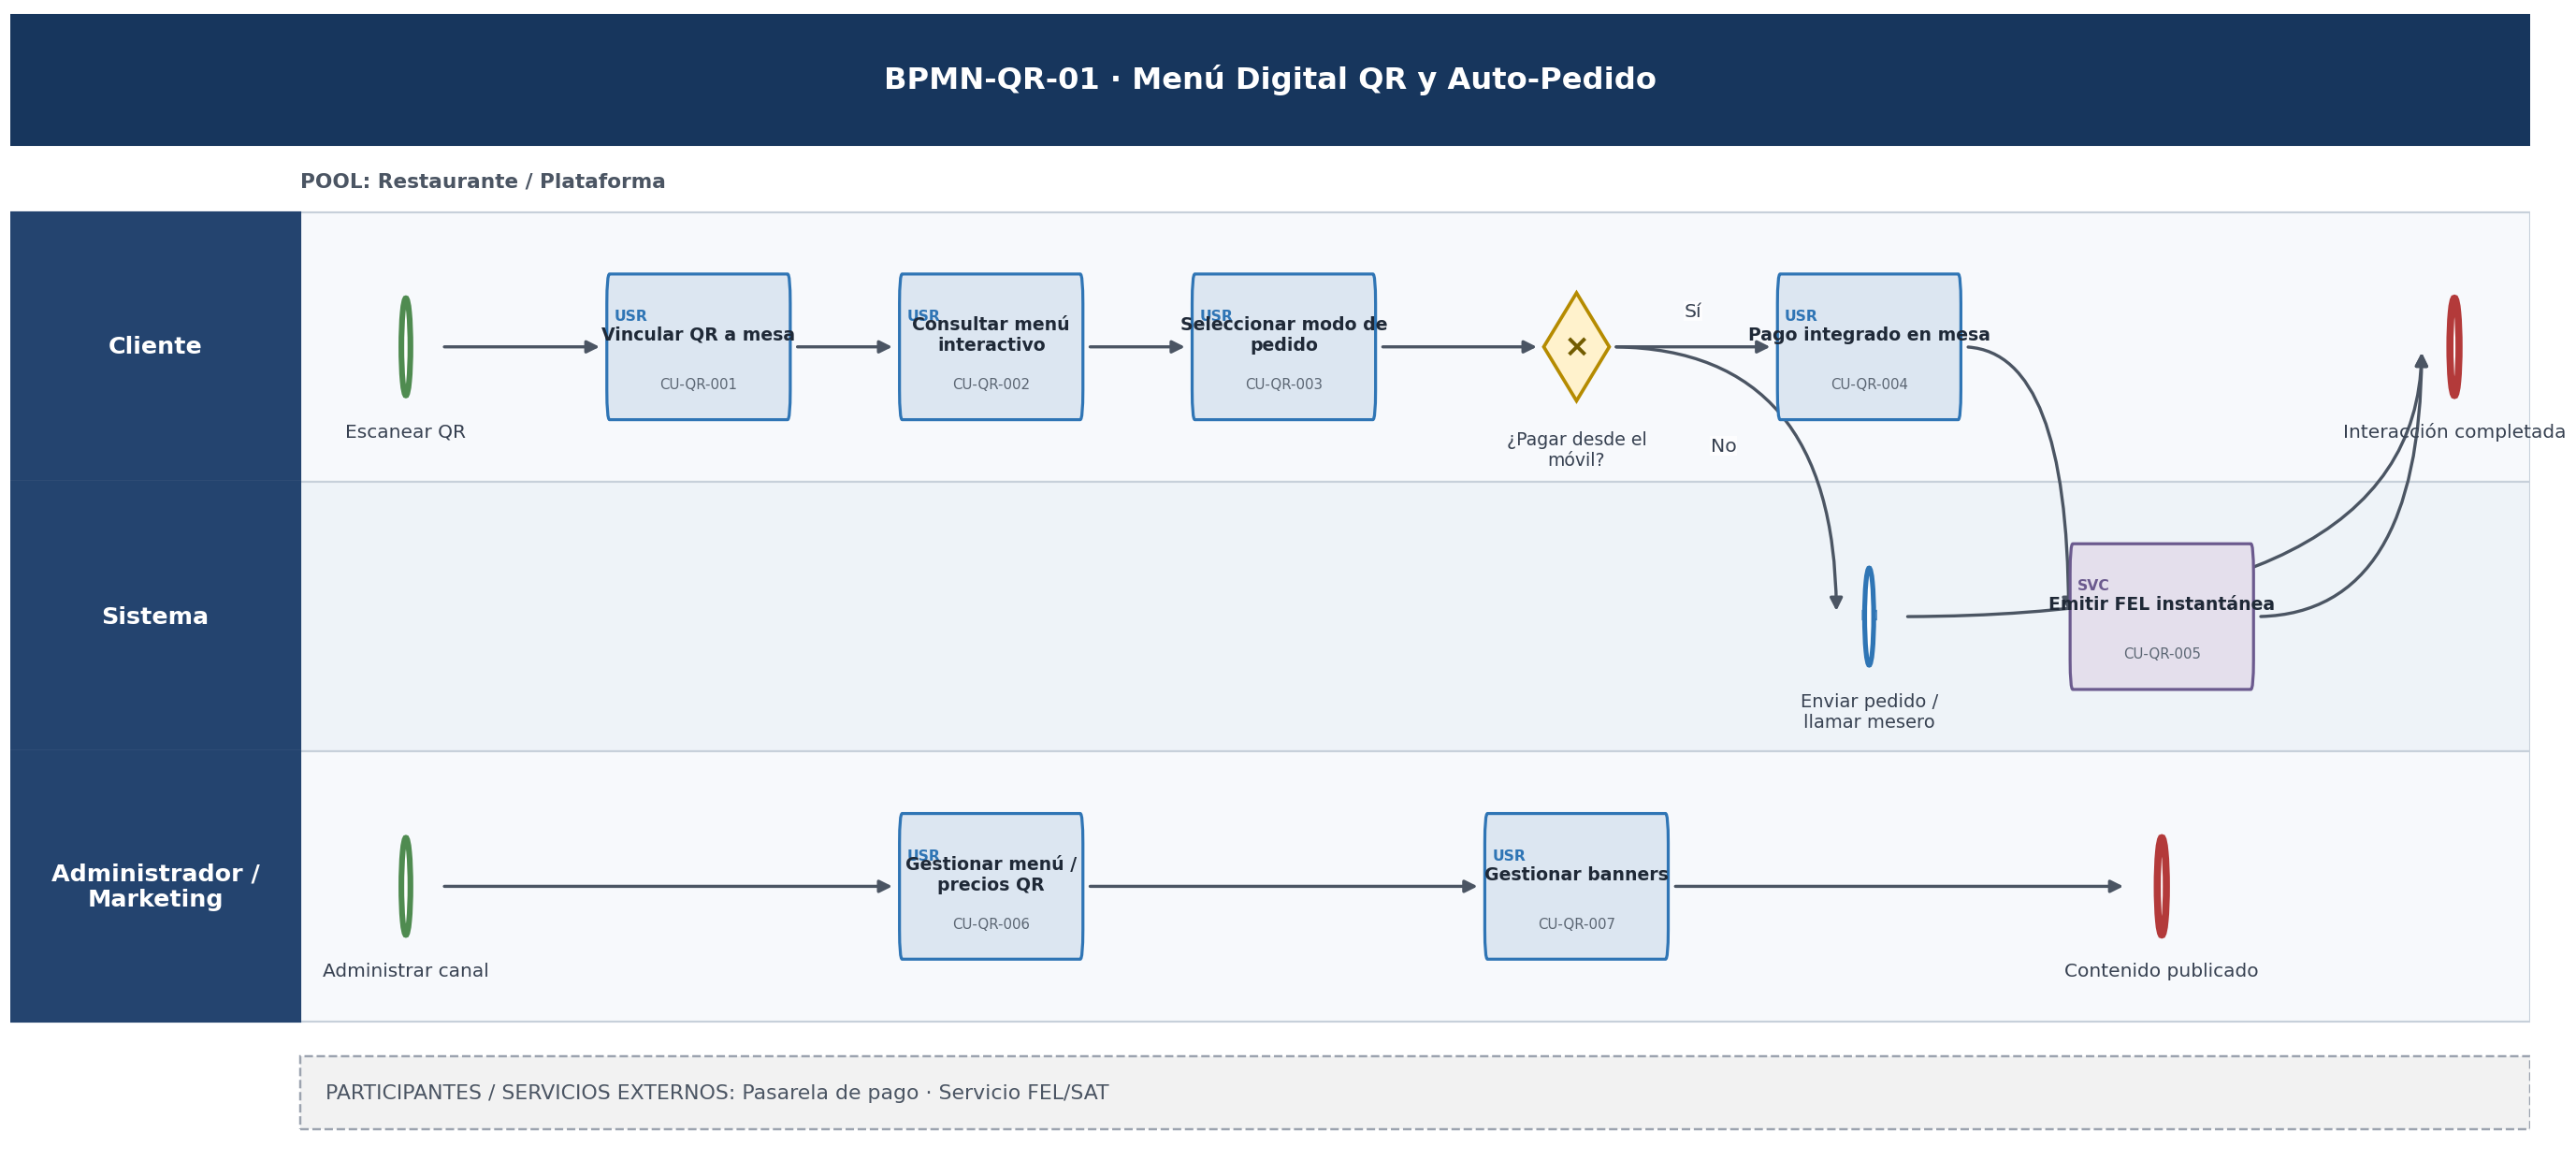 BPMN-QR-01 · Menú Digital QR y Auto-Pedido
POOL: Restaurante / Plataforma
Cliente
Escanear QR
USR
Vincular QR a mesa
CU-QR-001
USR
Consultar menú
interactivo
CU-QR-002
USR
Seleccionar modo de
pedido
CU-QR-003
¿Pagar desde el
móvil?
Sí
No
USR
Pago integrado en mesa
CU-QR-004
Interacción completada
Sistema
Enviar pedido /
llamar mesero
SVC
Emitir FEL instantánea
CU-QR-005
Administrador /
Marketing
Administrar canal
USR
Gestionar menú /
precios QR
CU-QR-006
USR
Gestionar banners
CU-QR-007
Contenido publicado
PARTICIPANTES / SERVICIOS EXTERNOS: Pasarela de pago · Servicio FEL/SAT